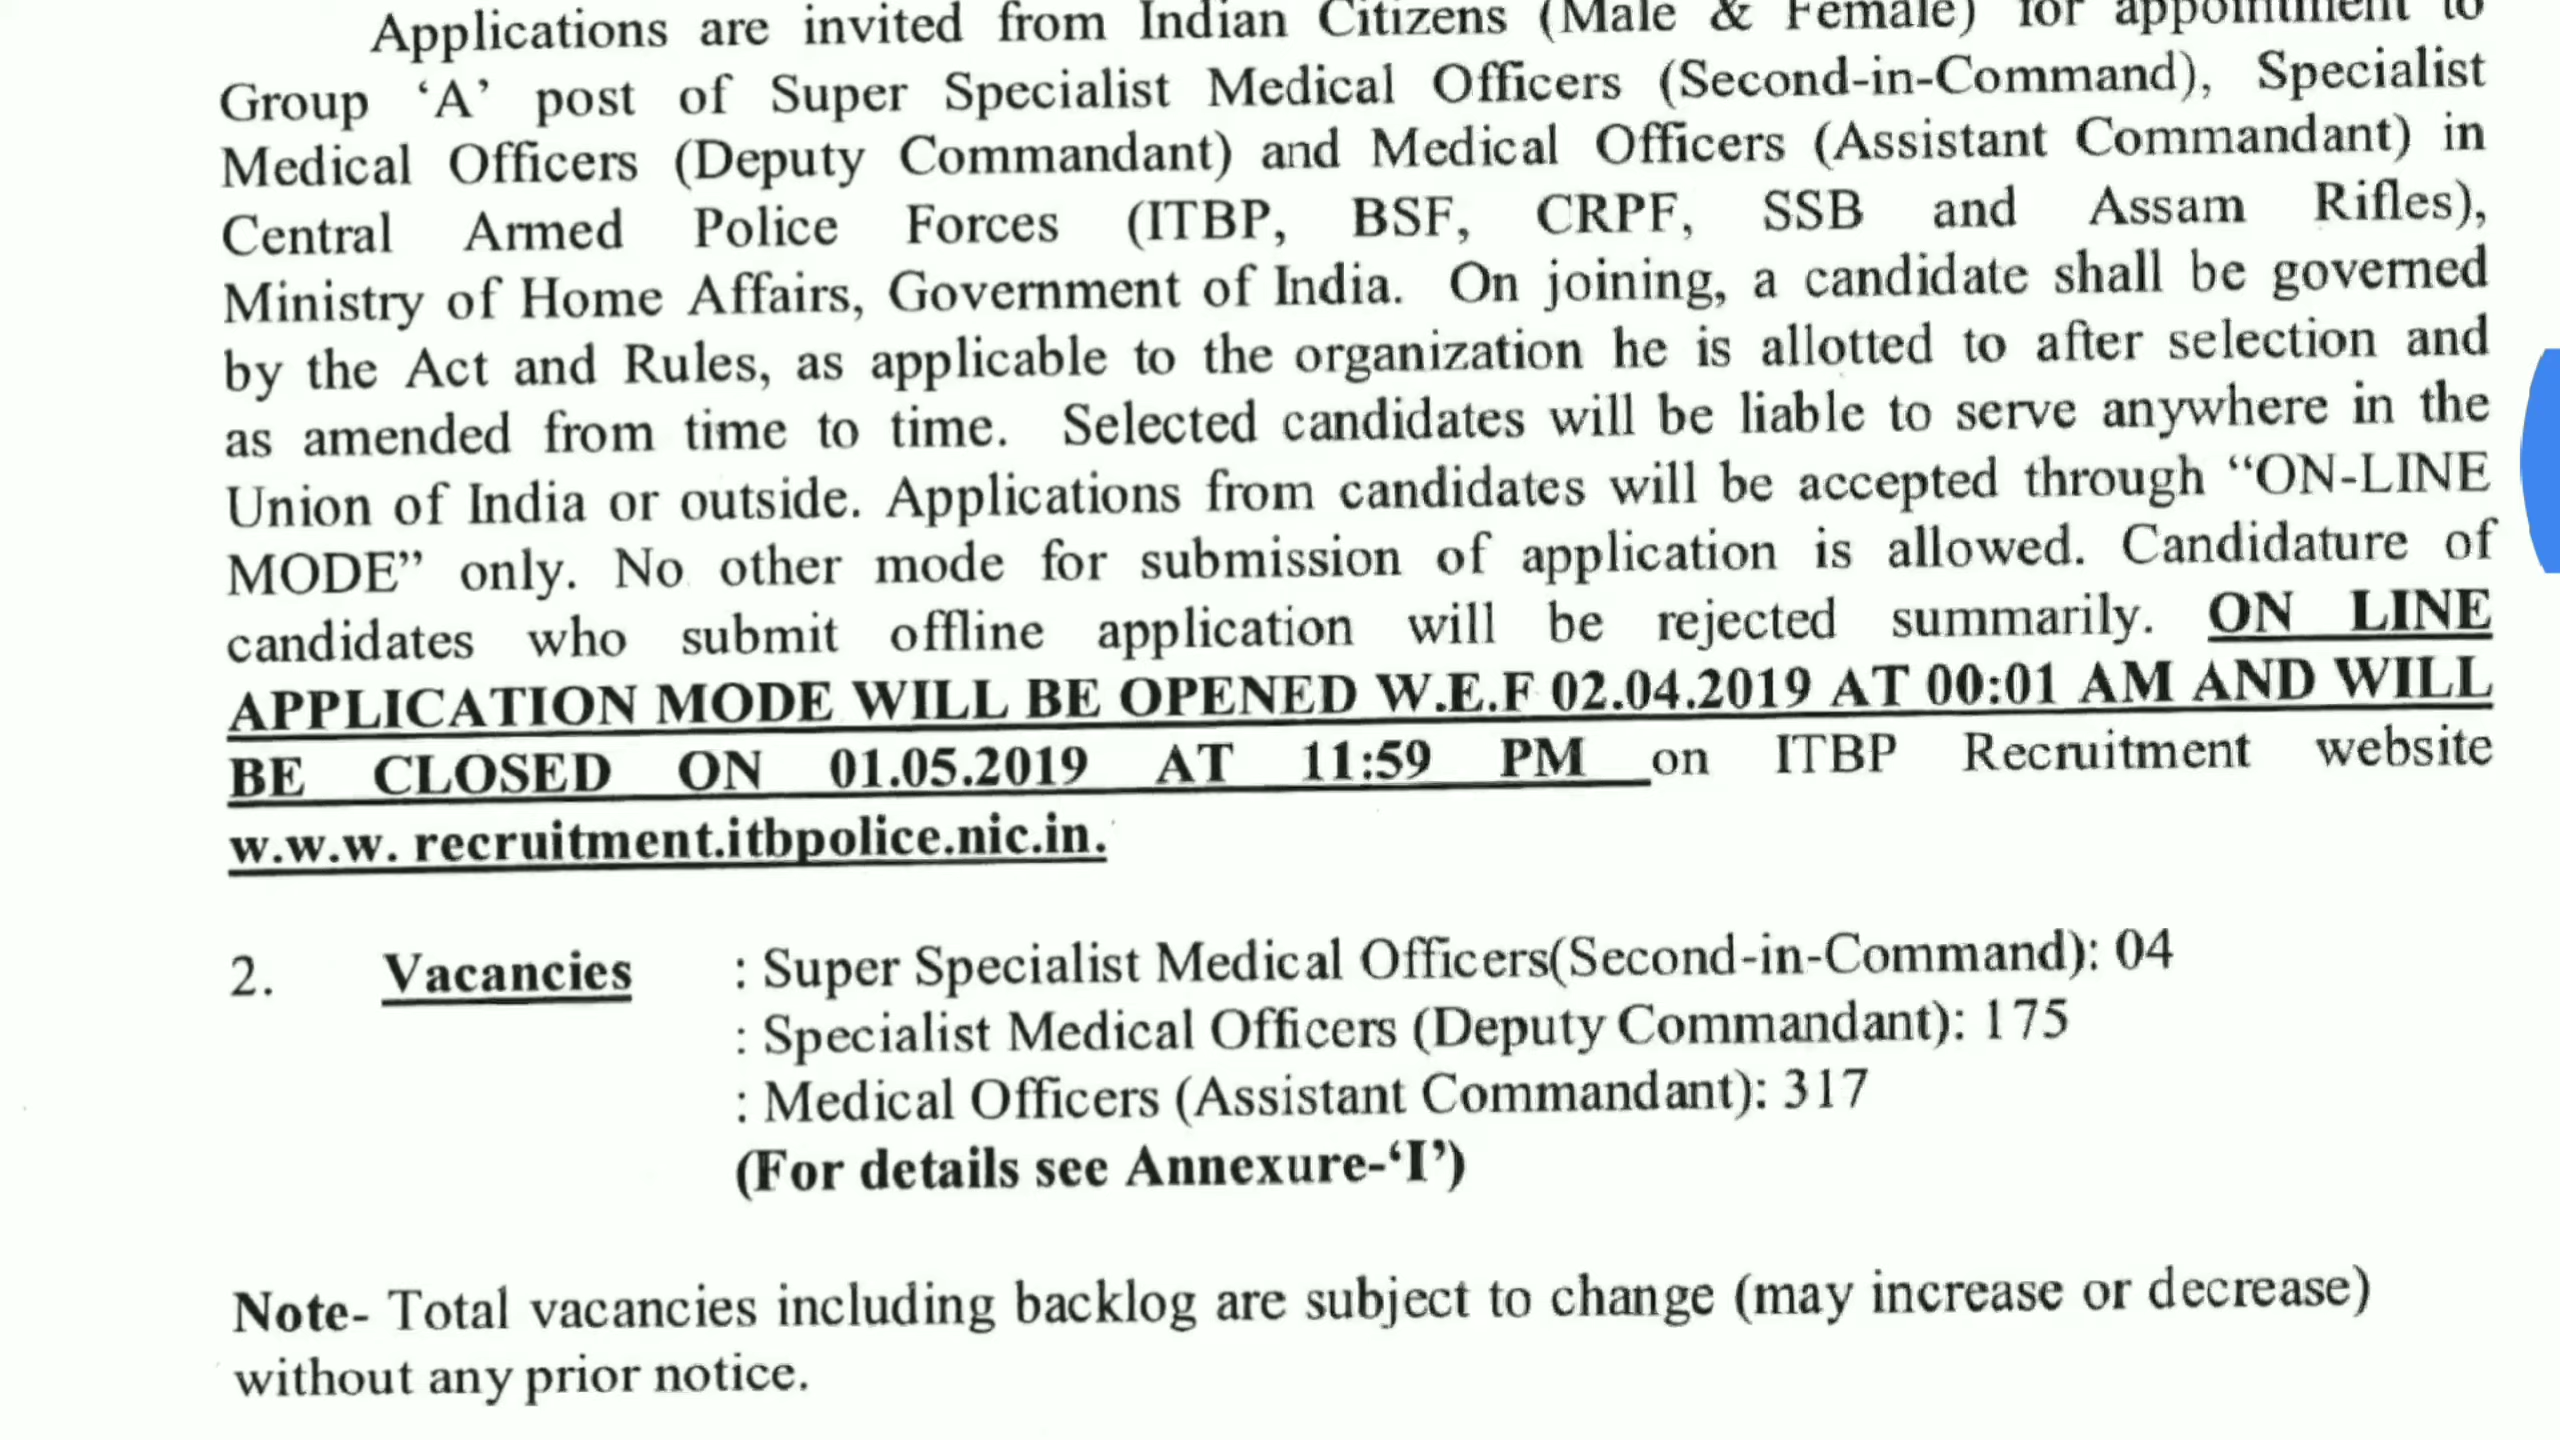 Applications are invited from Indian Citizens (Male & Female) for appointment to
Group ‘A’ post of Super Specialist Medical Officers (Second-in-Command), Specialist
Medical Officers (Deputy Commandant) and Medical Officers (Assistant Commandant) in
Central Armed Police Forces (ITBP, BSF, CRPF, SSB and Assam Rifles),
Ministry of Home Affairs, Government of India. On joining, a candidate shall be governed
by the Act and Rules, as applicable to the organization he is allotted to after selection and
as amended from time to time. Selected candidates will be liable to serve anywhere in the
Union of India or outside. Applications from candidates will be accepted through “ON-LINE
MODE” only. No other mode for submission of application is allowed. Candidature of
candidates who submit offline application will be rejected summarily. ON LINE
APPLICATION MODE WILL BE OPENED W.E.F 02.04.2019 AT 00:01 AM AND WILL
BE CLOSED ON 01.05.2019 AT 11:59 PM on ITBP Recruitment website
w.w.w. recruitment.itbpolice.nic.in.
2. Vacancies : Super Specialist Medical Officers(Second-in-Command): 04
: Specialist Medical Officers (Deputy Commandant): 175
: Medical Officers (Assistant Commandant): 317
(For details see Annexure-‘I’)
Note- Total vacancies including backlog are subject to change (may increase or decrease)
without any prior notice.